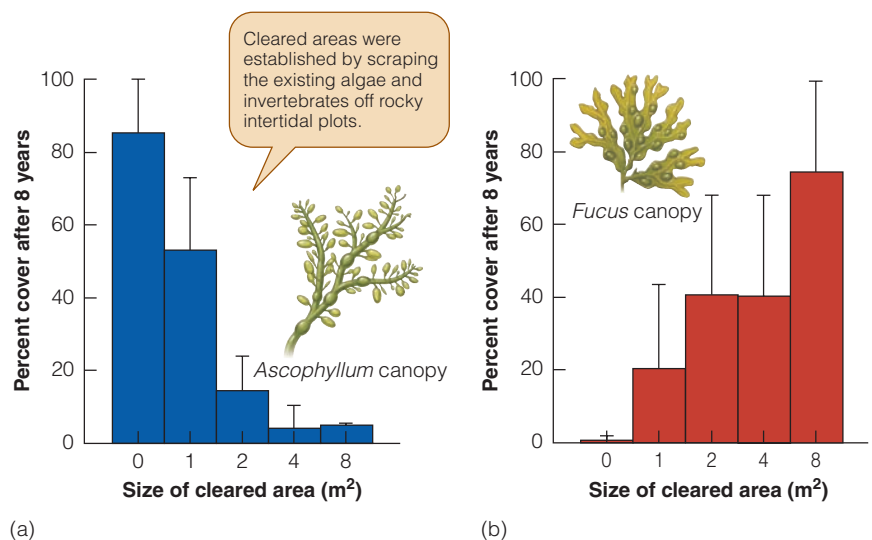 Cleared areas were
established by scraping
the existing algae and
invertebrates off rocky
intertidal plots.
Percent cover after 8 years
100
80
60
40
20
0
Ascophyllum canopy
0 1 2 4 8
Size of cleared area (m²)
(a)
Percent cover after 8 years
100
80
60
40
20
0
Fucus canopy
0 1 2 4 8
Size of cleared area (m²)
(b)